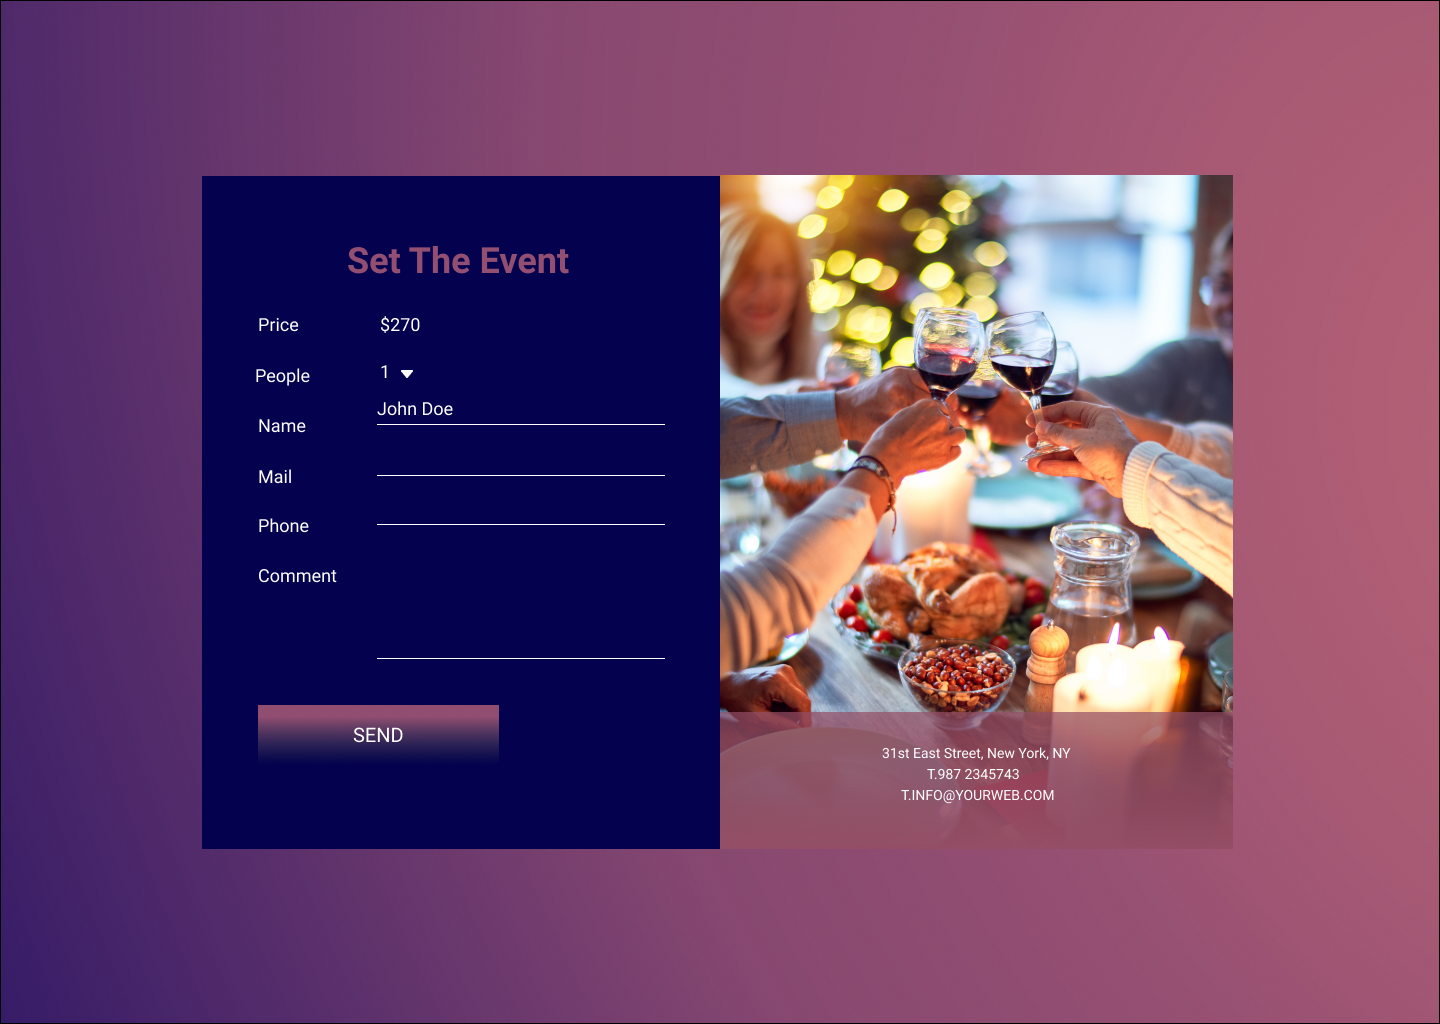 Set The Event
Price $270
People 1
John Doe
Name
Mail
Phone
Comment
SEND
31st East Street, New York, NY
T.987 2345743
T.INFO@YOURWEB.COM